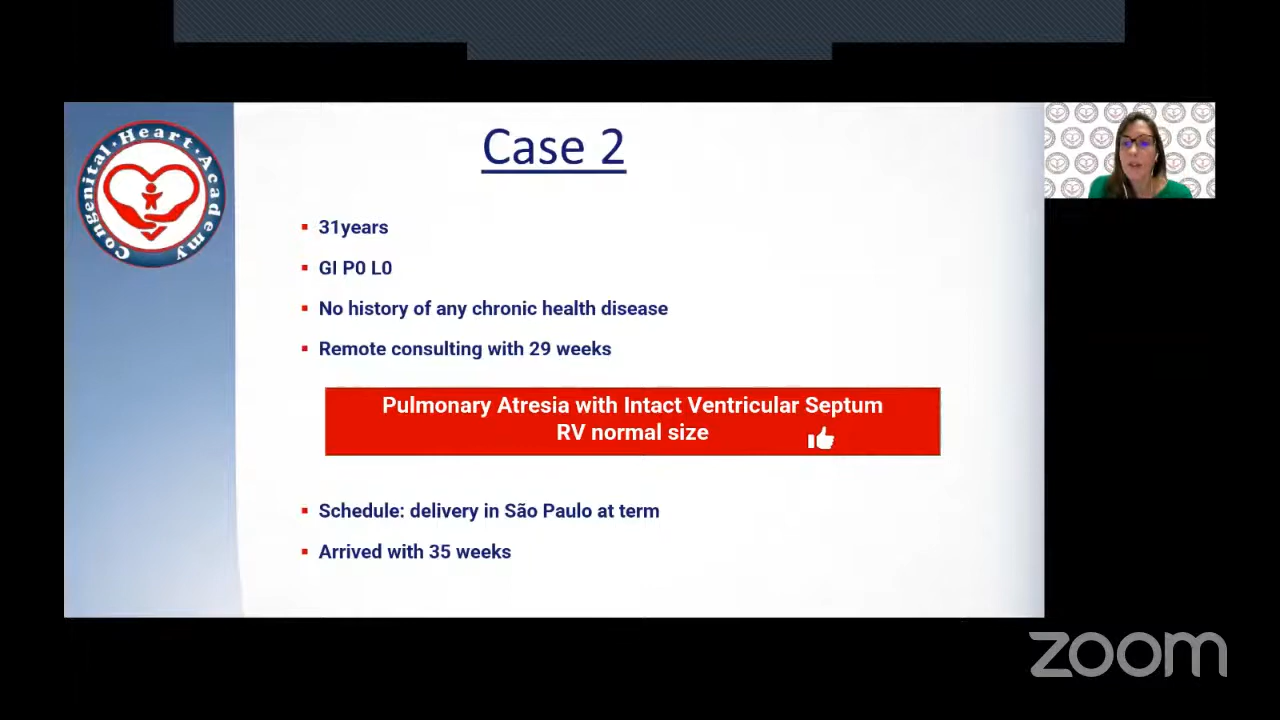 Congenital·Heart·Academy
Case 2
31years
GI P0 L0
No history of any chronic health disease
Remote consulting with 29 weeks
Pulmonary Atresia with Intact Ventricular Septum
RV normal size
Schedule: delivery in São Paulo at term
Arrived with 35 weeks
zoom